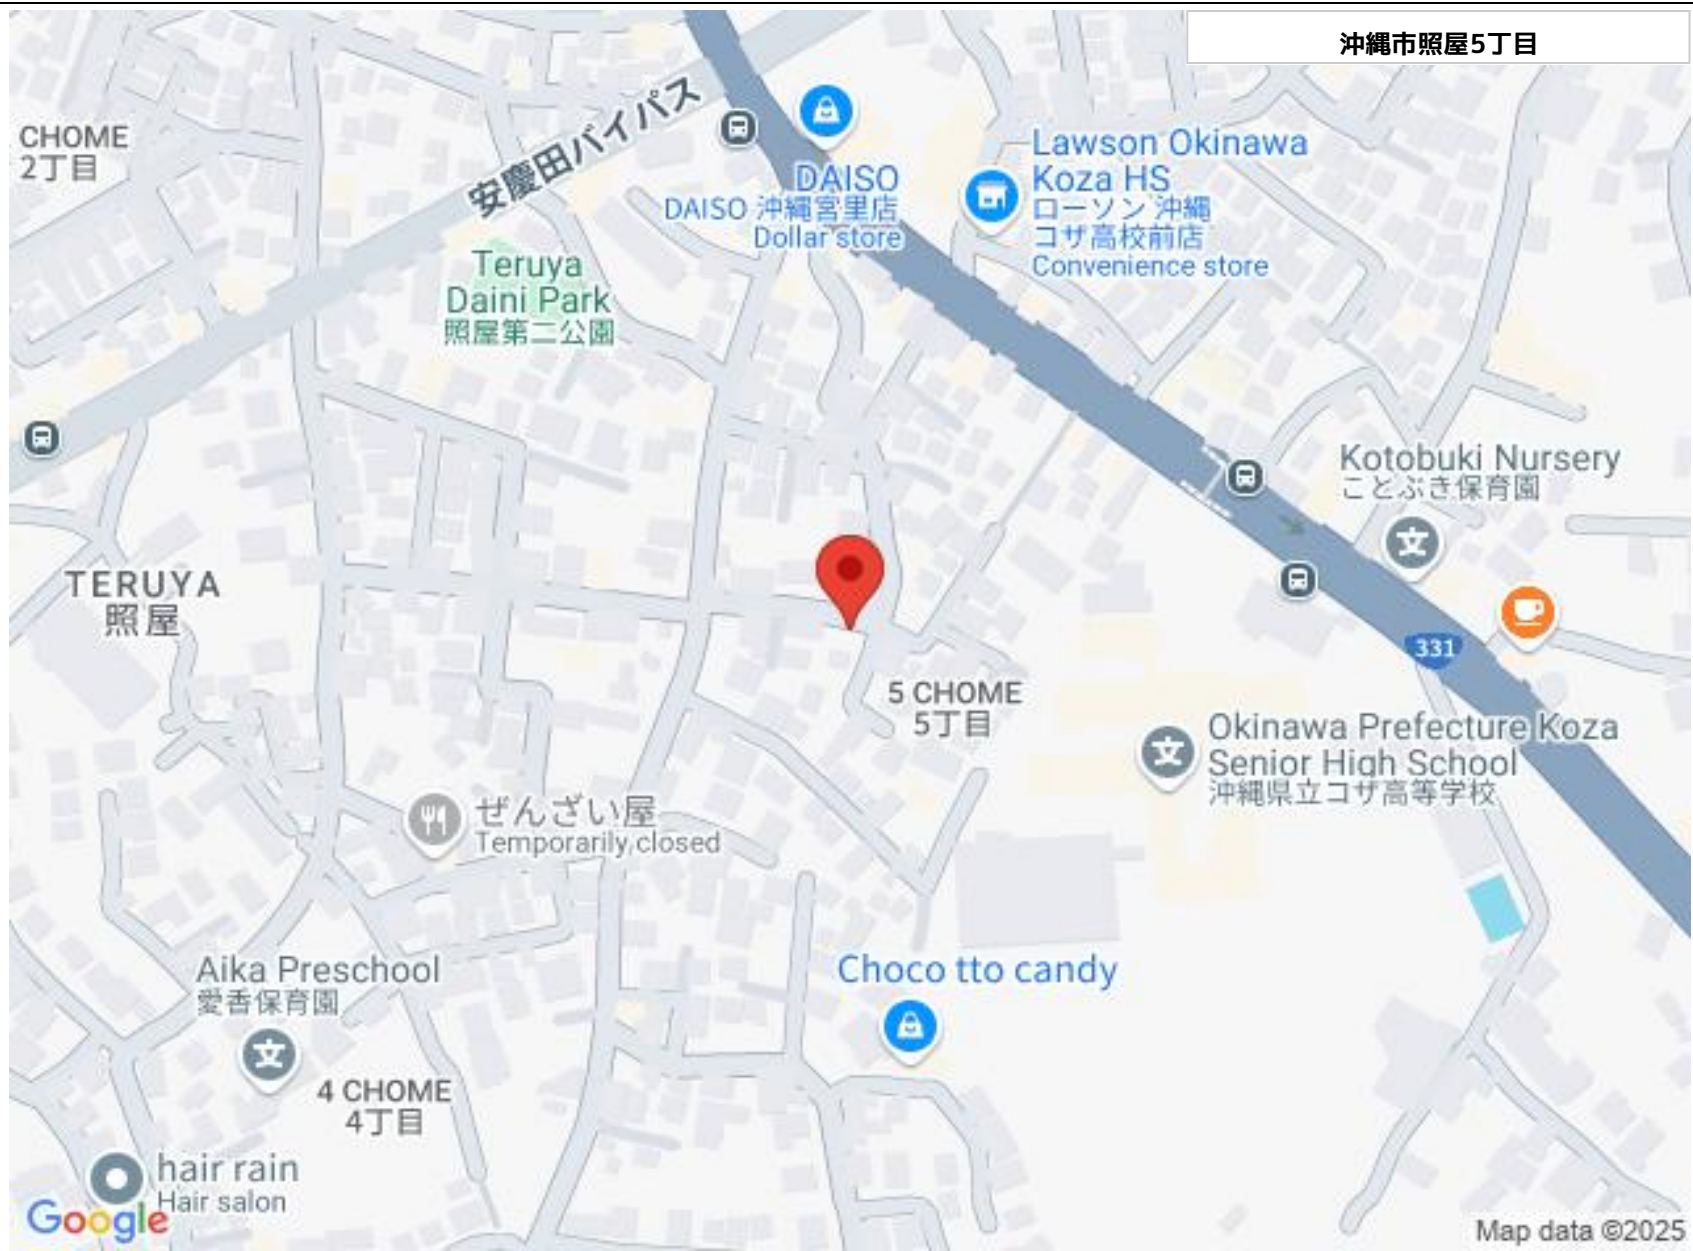 沖縄市照屋5丁目
CHOME
2丁目
安慶田バイパス
DAISO
DAISO 沖縄宮里店
Dollar store
Lawson Okinawa
Koza HS
ローソン 沖縄
コザ高校前店
Convenience store
Teruya
Daini Park
照屋第二公園
Kotobuki Nursery
ことぶき保育園
TERUYA
照屋
331
5 CHOME
5丁目
Okinawa Prefecture Koza
Senior High School
沖縄県立コザ高等学校
ぜんざい屋
Temporarily closed
Aika Preschool
愛香保育園
Choco tto candy
4 CHOME
4丁目
hair rain
Hair salon
Google
Map data ©2025